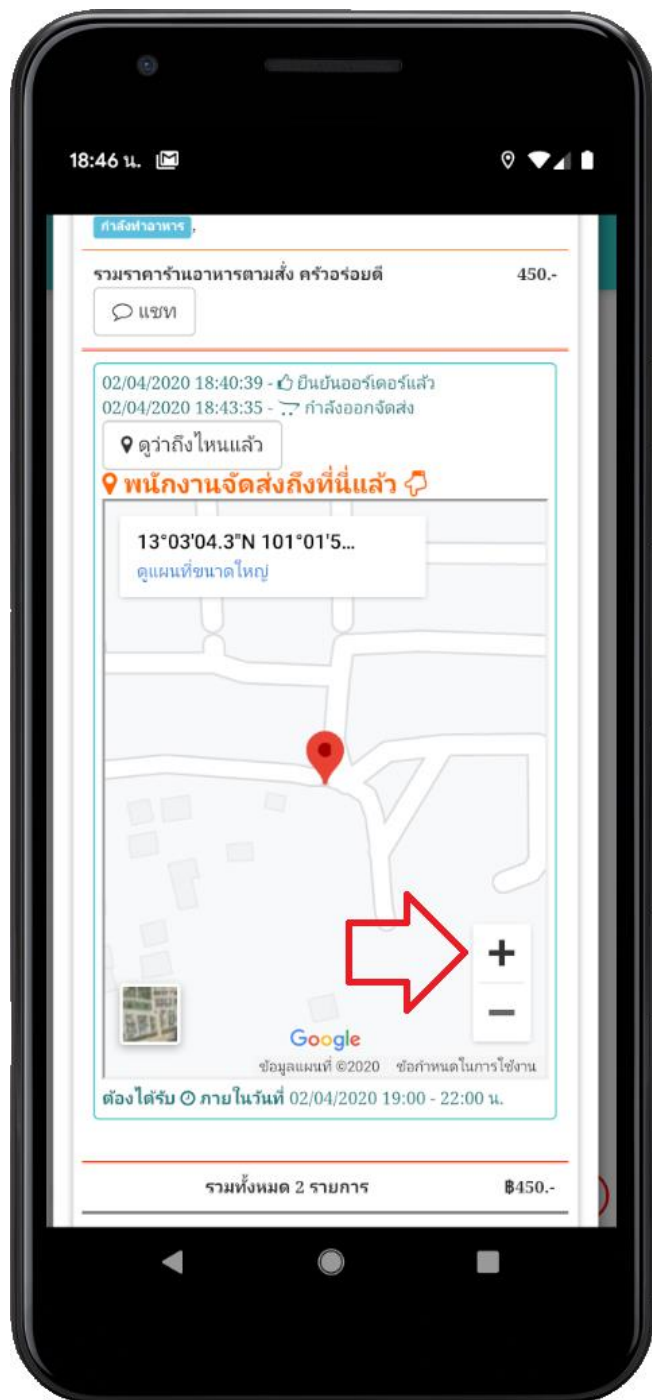 18:46 น.
กำลังทำอาหาร ,
รวมราคาร้านอาหารตามสั่ง ครัวอร่อยดี 450.-
แชท
02/04/2020 18:40:39 - ยืนยันออร์เดอร์แล้ว
02/04/2020 18:43:35 - กำลังออกจัดส่ง
ดูว่าถึงไหนแล้ว
พนักงานจัดส่งถึงที่นี่แล้ว
13°03'04.3"N 101°01'5...
ดูแผนที่ขนาดใหญ่
Google
ข้อมูลแผนที่ ©2020 ข้อกำหนดในการใช้งาน
ต้องได้รับ ภายในวันที่ 02/04/2020 19:00 - 22:00 น.
รวมทั้งหมด 2 รายการ ฿450.-